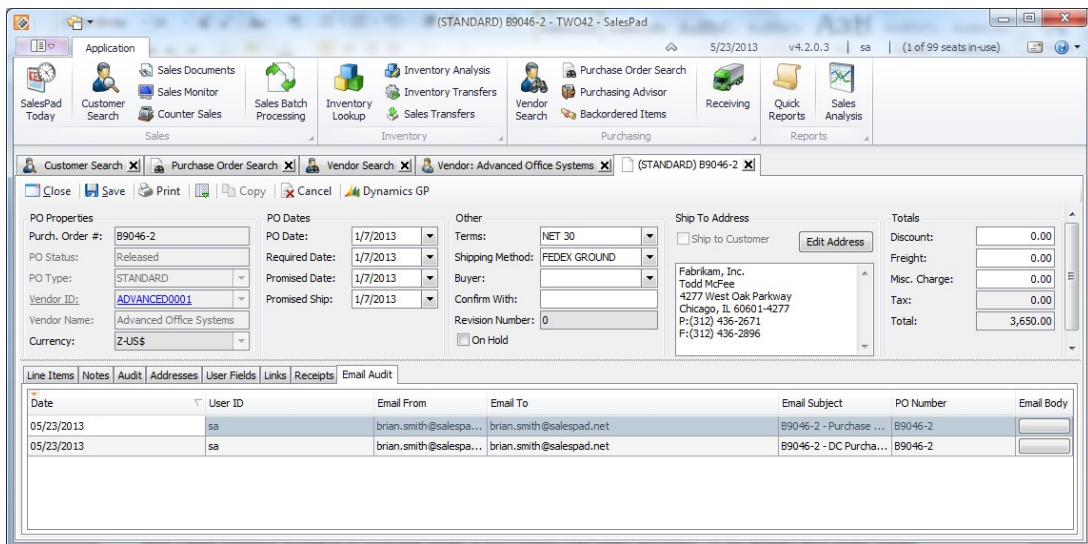 (STANDARD) B9046-2 - TWO42 - SalesPad
Application
5/23/2013 v4.2.0.3 | sa | (1 of 99 seats in-use)
SalesPad Today
Customer Search
Sales Documents
Sales Monitor
Counter Sales
Sales Batch Processing
Inventory Lookup
Inventory Analysis
Inventory Transfers
Sales Transfers
Vendor Search
Purchase Order Search
Purchasing Advisor
Backordered Items
Receiving
Quick Reports
Sales Analysis
Sales Inventory Purchasing Reports
Customer Search Purchase Order Search Vendor Search Vendor: Advanced Office Systems (STANDARD) B9046-2
Close Save Print Copy Cancel Dynamics GP
PO Properties
Purch. Order #: B9046-2
PO Status: Released
PO Type: STANDARD
Vendor ID: ADVANCED0001
Vendor Name: Advanced Office Systems
Currency: Z-US$
PO Dates
PO Date: 1/7/2013
Required Date: 1/7/2013
Promised Date: 1/7/2013
Promised Ship: 1/7/2013
Other
Terms: NET 30
Shipping Method: FEDEX GROUND
Buyer:
Confirm With:
Revision Number: 0
On Hold
Ship To Address
Ship to Customer Edit Address
Fabrikam, Inc.
Todd McFee
4277 West Oak Parkway
Chicago, IL 60601-4277
P:(312) 436-2671
F:(312) 436-2896
Totals
Discount: 0.00
Freight: 0.00
Misc. Charge: 0.00
Tax: 0.00
Total: 3,650.00
Line Items Notes Audit Addresses User Fields Links Receipts Email Audit
Date User ID Email From Email To Email Subject PO Number Email Body
05/23/2013 sa brian.smith@salespa... brian.smith@salespad.net B9046-2 - Purchase ... B9046-2
05/23/2013 sa brian.smith@salespa... brian.smith@salespad.net B9046-2 - DC Purcha... B9046-2